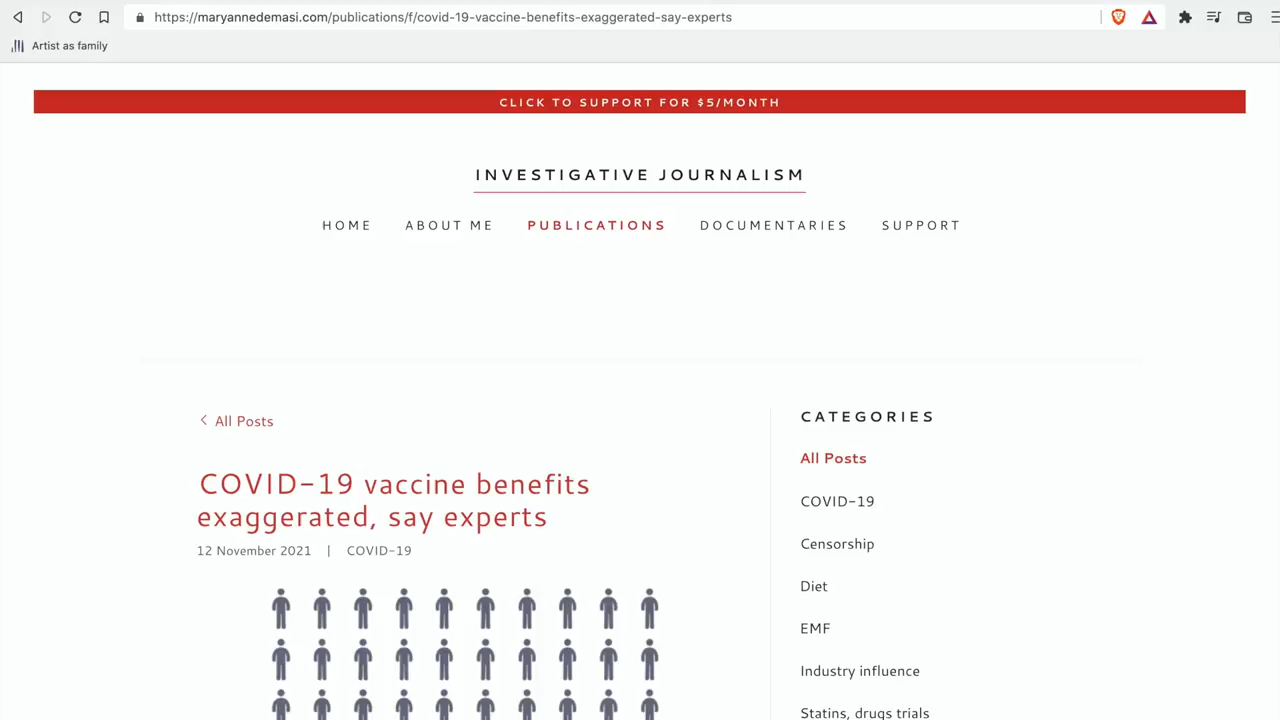 https://maryannedemasi.com/publications/f/covid-19-vaccine-benefits-exaggerated-say-experts
Artist as family
CLICK TO SUPPORT FOR $5/MONTH
INVESTIGATIVE JOURNALISM
HOME ABOUT ME PUBLICATIONS DOCUMENTARIES SUPPORT
All Posts
COVID-19 vaccine benefits
exaggerated, say experts
12 November 2021 | COVID-19
CATEGORIES
All Posts
COVID-19
Censorship
Diet
EMF
Industry influence
Statins, drugs trials